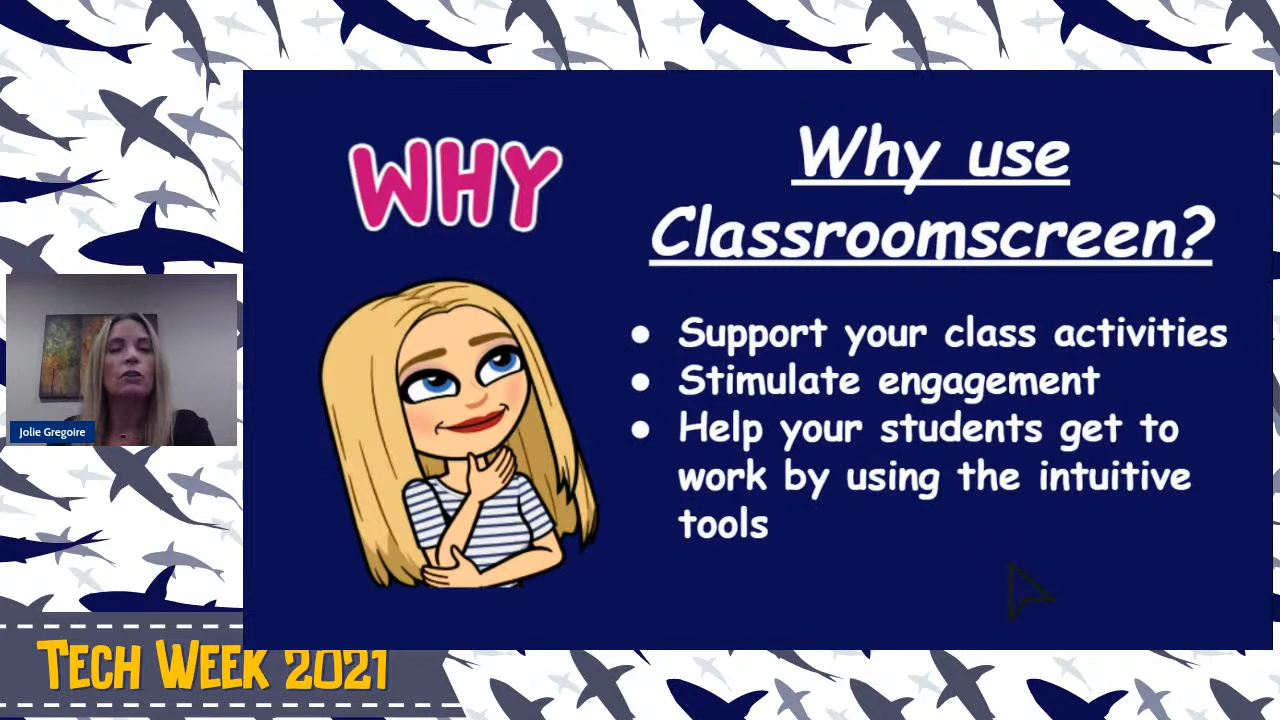 WHY
Why use
Classroomscreen?
● Support your class activities
● Stimulate engagement
● Help your students get to
work by using the intuitive
tools
Jolie Gregoire
TECH WEEK 2021